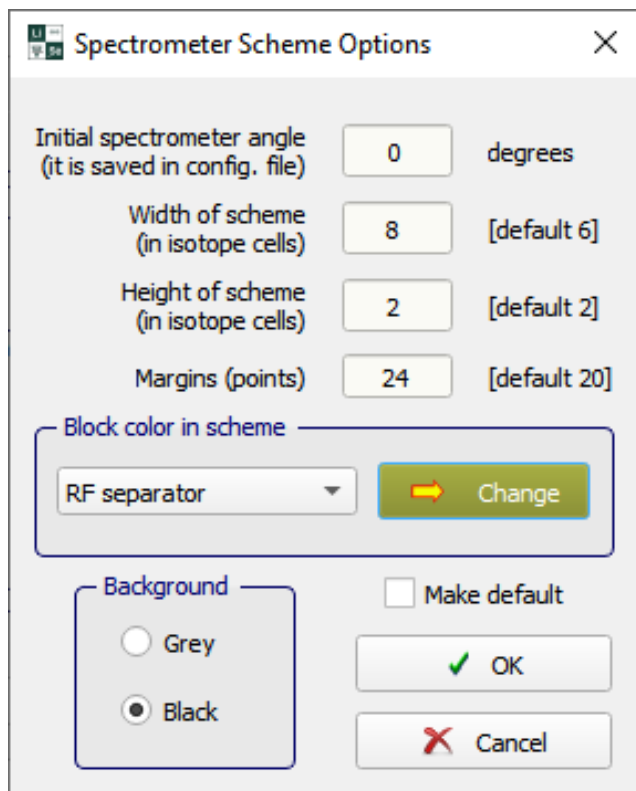 Spectrometer Scheme Options
Initial spectrometer angle
(it is saved in config. file)
0
degrees
Width of scheme
(in isotope cells)
8
[default 6]
Height of scheme
(in isotope cells)
2
[default 2]
Margins (points)
24
[default 20]
Block color in scheme
RF separator
Change
Background
Grey
Black
Make default
OK
Cancel